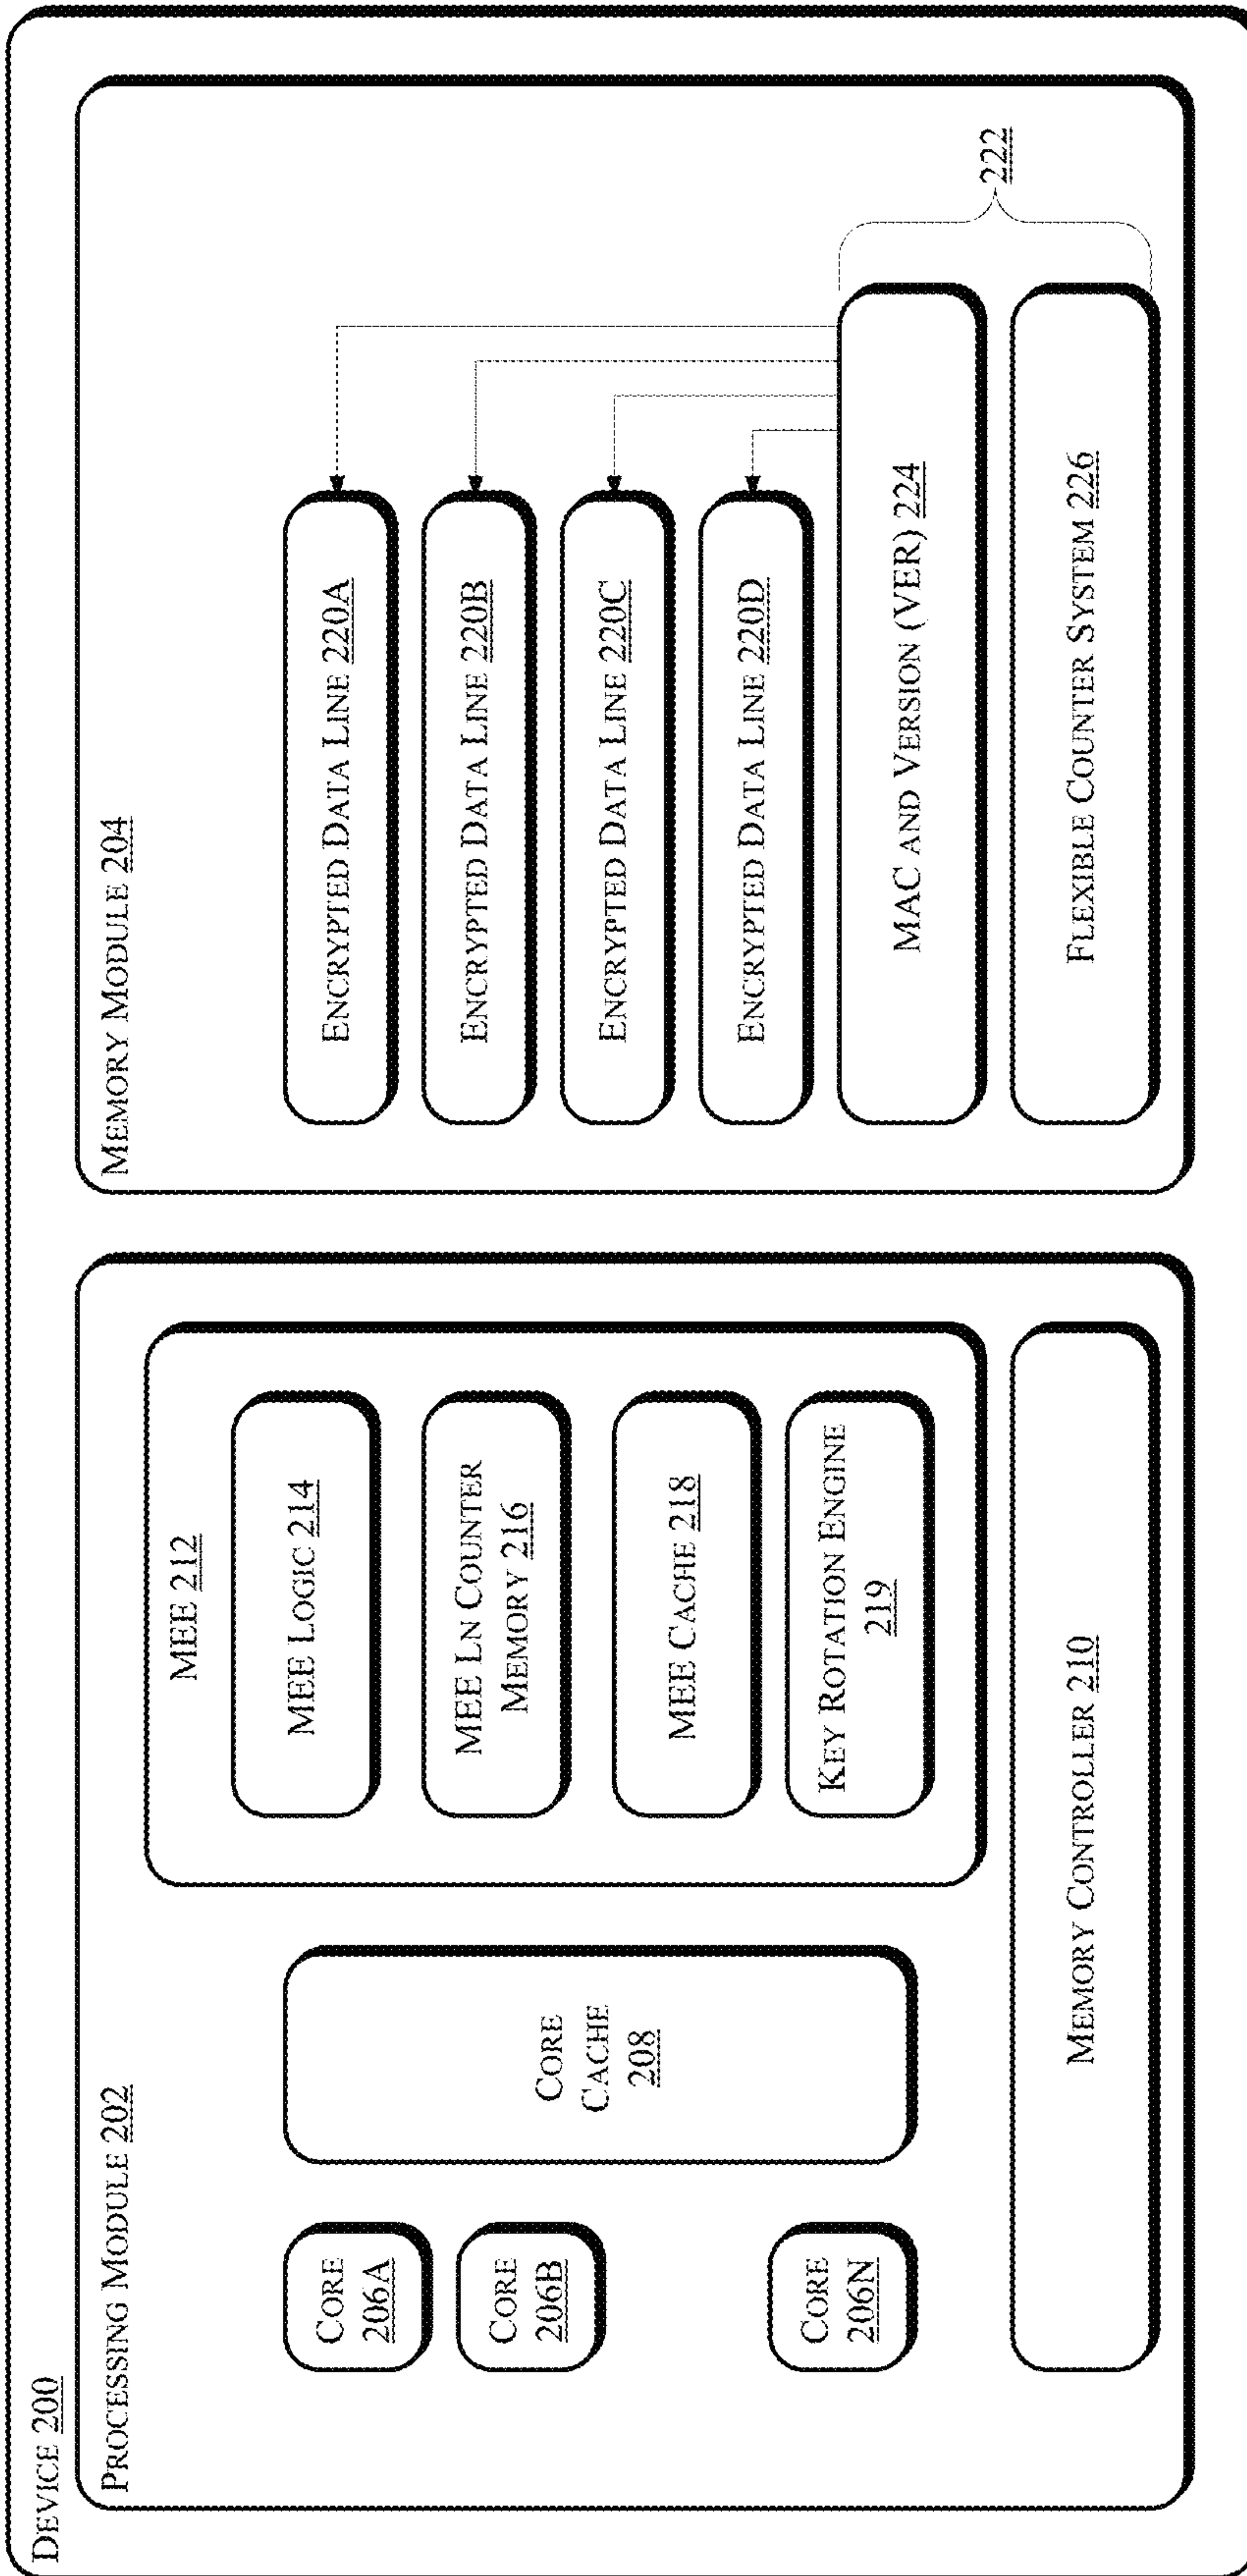 DEVICE 200
PROCESSING MODULE 202
CORE
206A
CORE
206B
CORE
206N
CORE
CACHE
208
MEE 212
MEE LOGIC 214
MEE LN COUNTER
MEMORY 216
MEE CACHE 218
KEY ROTATION ENGINE
219
MEMORY CONTROLLER 210
MEMORY MODULE 204
ENCRYPTED DATA LINE 220A
ENCRYPTED DATA LINE 220B
ENCRYPTED DATA LINE 220C
ENCRYPTED DATA LINE 220D
MAC AND VERSION (VER) 224
FLEXIBLE COUNTER SYSTEM 226
222